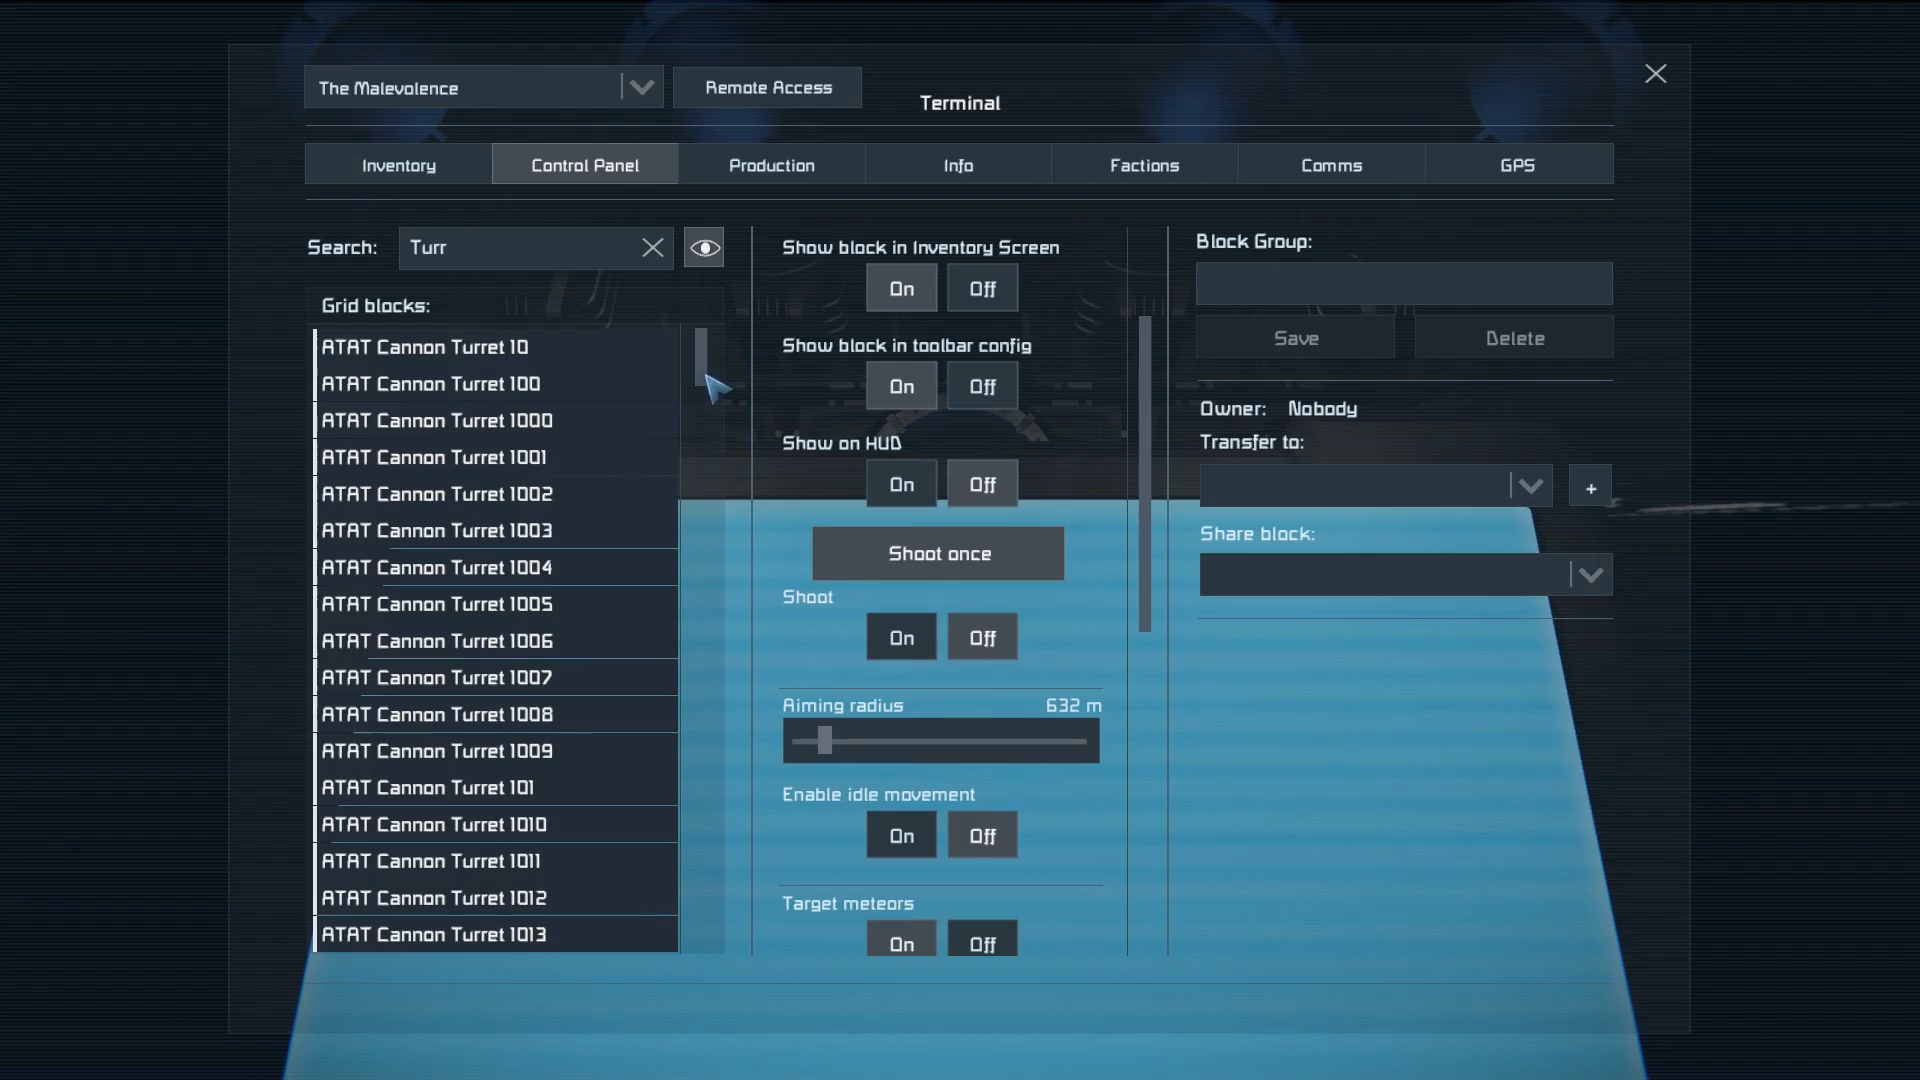 The Malevolence
Remote Access
Terminal
Inventory
Control Panel
Production
Info
Factions
Comms
GPS
Search:
Turr
Grid blocks:
ATAT Cannon Turret 10
ATAT Cannon Turret 100
ATAT Cannon Turret 1000
ATAT Cannon Turret 1001
ATAT Cannon Turret 1002
ATAT Cannon Turret 1003
ATAT Cannon Turret 1004
ATAT Cannon Turret 1005
ATAT Cannon Turret 1006
ATAT Cannon Turret 1007
ATAT Cannon Turret 1008
ATAT Cannon Turret 1009
ATAT Cannon Turret 101
ATAT Cannon Turret 1010
ATAT Cannon Turret 1011
ATAT Cannon Turret 1012
ATAT Cannon Turret 1013
Show block in Inventory Screen
On Off
Show block in toolbar config
On Off
Show on HUD
On Off
Shoot once
Shoot
On Off
Aiming radius 632 m
Enable idle movement
On Off
Target meteors
On Off
Block Group:
Save Delete
Owner: Nobody
Transfer to:
+
Share block: